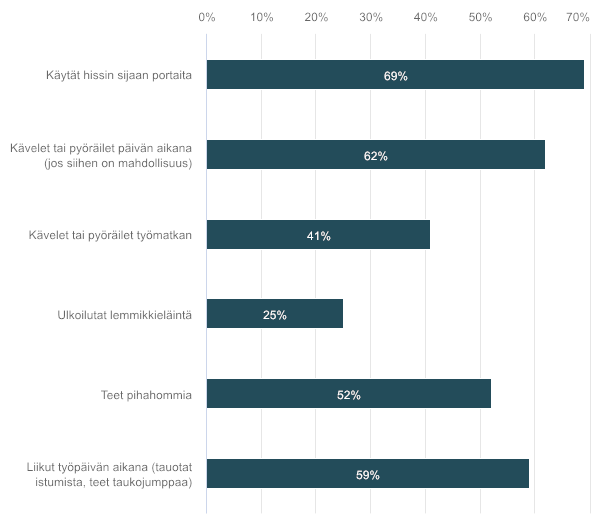 0% 10% 20% 30% 40% 50% 60% 70%
Käytät hissin sijaan portaita 69%
Kävelet tai pyöräilet päivän aikana
(jos siihen on mahdollisuus) 62%
Kävelet tai pyöräilet työmatkan 41%
Ulkoilutat lemmikkieläintä 25%
Teet pihahommia 52%
Liikut työpäivän aikana (tauotat
istumista, teet taukojumppaa) 59%